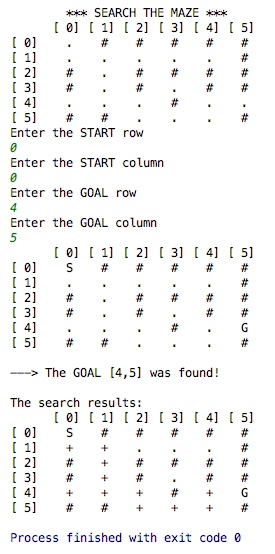 *** SEARCH THE MAZE ***
[ 0] [ 1] [ 2] [ 3] [ 4] [ 5]
[ 0] . # # # # #
[ 1] . . . . . #
[ 2] # . # # # #
[ 3] # . # . # #
[ 4] . . . # . .
[ 5] # # . . . #
Enter the START row
0
Enter the START column
0
Enter the GOAL row
4
Enter the GOAL column
5
[ 0] [ 1] [ 2] [ 3] [ 4] [ 5]
[ 0] S # # # # #
[ 1] . . . . . #
[ 2] # . # # # #
[ 3] # . # . # #
[ 4] . . . # . G
[ 5] # # . . . #
———> The GOAL [4,5] was found!
The search results:
[ 0] [ 1] [ 2] [ 3] [ 4] [ 5]
[ 0] S # # # # #
[ 1] + + . . . #
[ 2] # + # # # #
[ 3] # + # . # #
[ 4] + + + # + G
[ 5] # # + + + #
Process finished with exit code 0